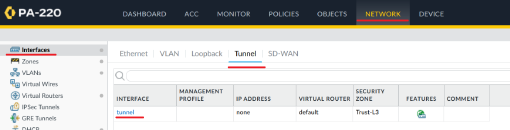 PA-220
DASHBOARD ACC MONITOR POLICIES OBJECTS NETWORK DEVICE
Interfaces
Zones
VLANs
Virtual Wires
Virtual Routers
IPSec Tunnels
GRE Tunnels
DHCP
Ethernet VLAN Loopback Tunnel SD-WAN
INTERFACE MANAGEMENT PROFILE IP ADDRESS VIRTUAL ROUTER SECURITY ZONE FEATURES COMMENT
tunnel none default Trust-L3